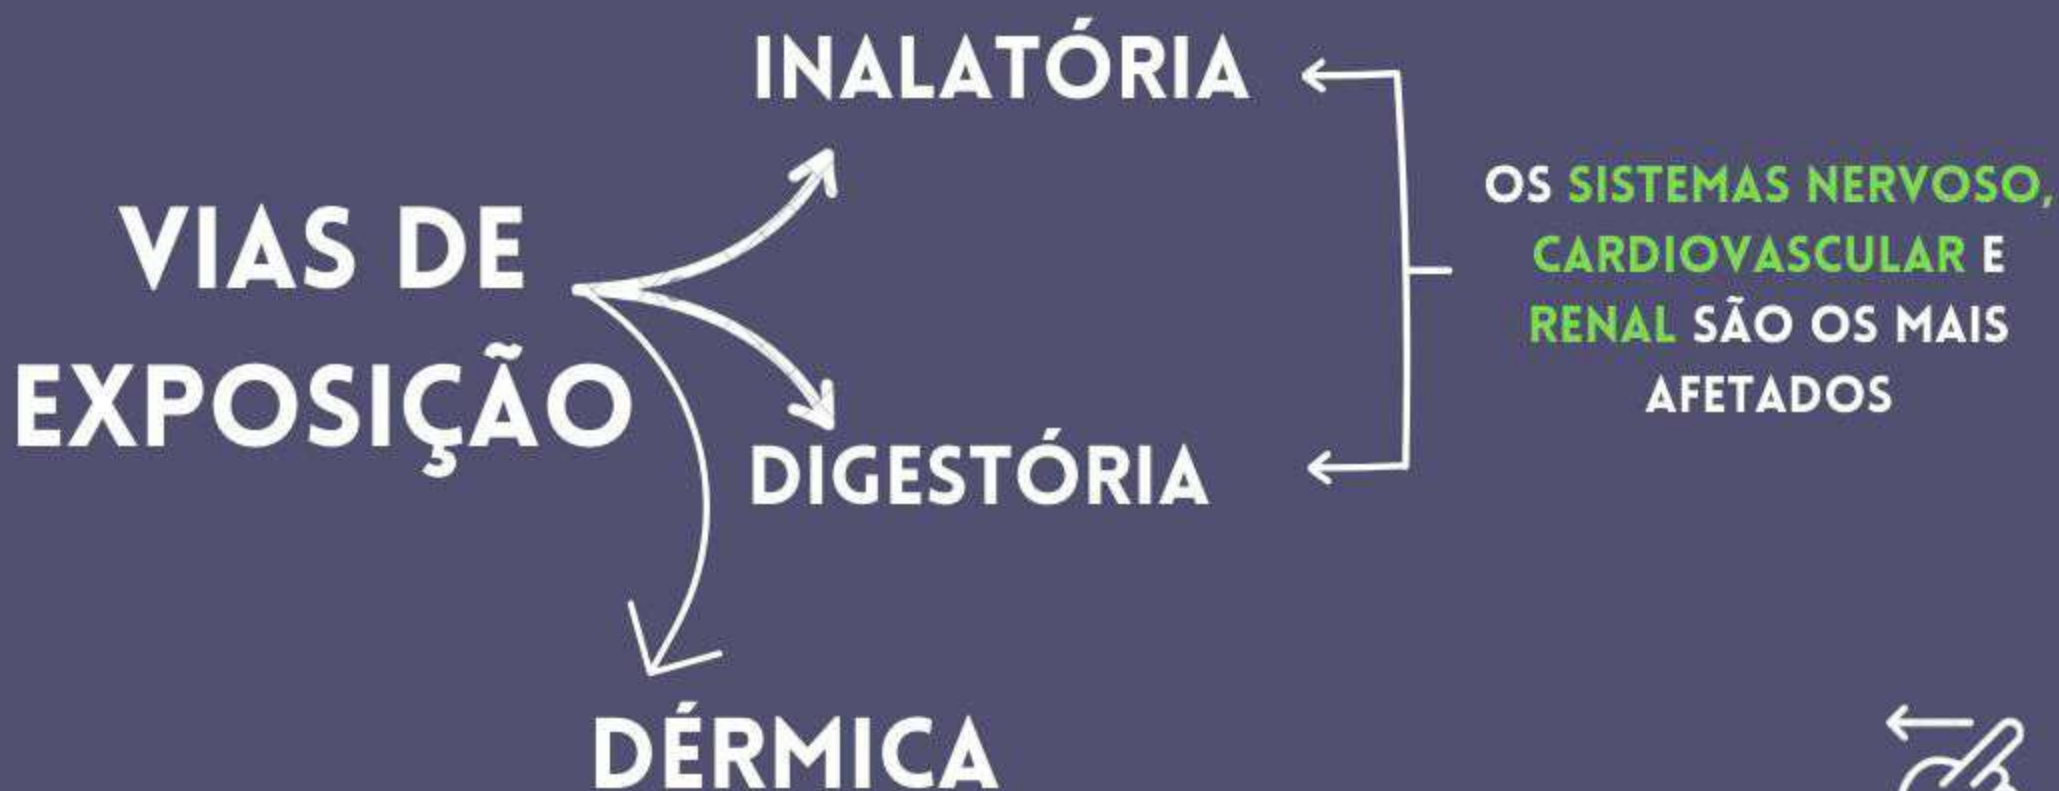 INALATÓRIA
VIAS DE
EXPOSIÇÃO
OS SISTEMAS NERVOSO,
CARDIOVASCULAR E
RENAL SÃO OS MAIS
AFETADOS
DIGESTÓRIA
DÉRMICA